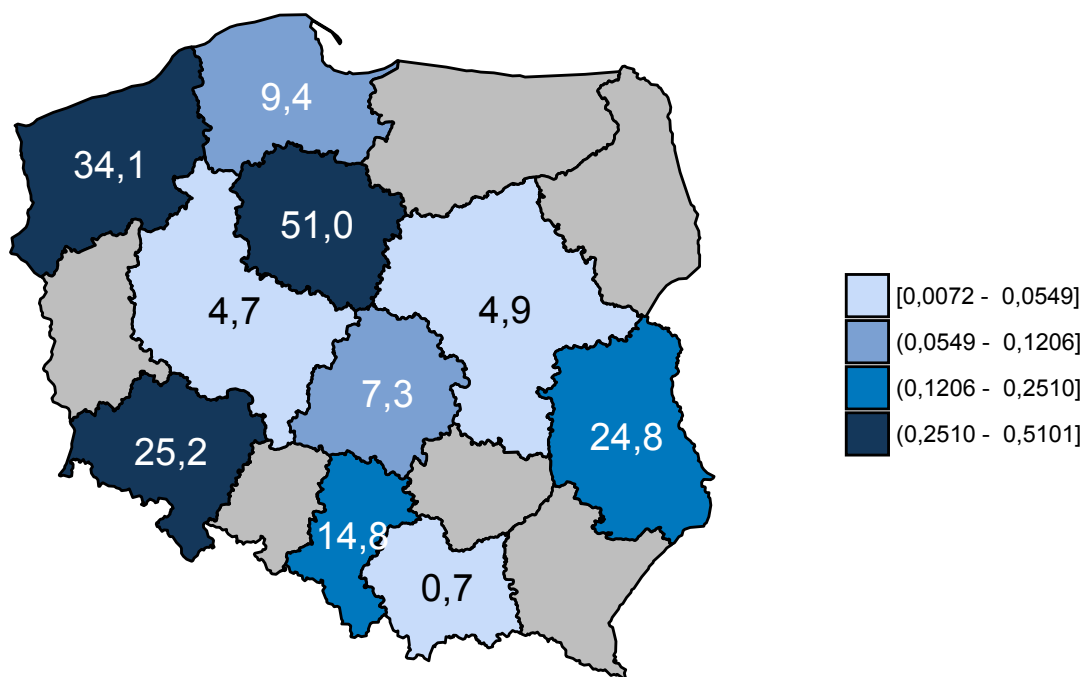 9,4
34,1
51,0
4,7
4,9
7,3
24,8
25,2
14,8
0,7
[0,0072 - 0,0549]
(0,0549 - 0,1206]
(0,1206 - 0,2510]
(0,2510 - 0,5101]